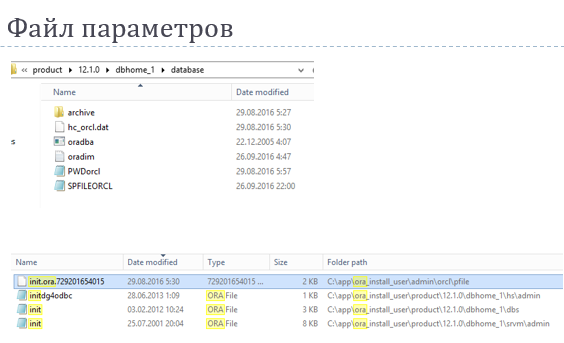 Файл параметров
« product ▸ 12.1.0 ▸ dbhome_1 ▸ database
Name Date modified
archive 29.08.2016 5:27
hc_orcl.dat 29.08.2016 5:30
oradba 22.12.2005 4:07
s oradim 26.09.2016 4:47
PWDorcl 29.08.2016 5:57
SPFILEORCL 26.09.2016 22:00
Name Date modified Type Size Folder path
init.ora.729201654015 29.08.2016 5:30 729201654015 ... 2 KB C:\app\ora_install_user\admin\orcl\pfile
initdg4odbc 28.06.2013 1:09 ORA File 1 KB C:\app\ora_install_user\product\12.1.0\dbhome_1\hs\admin
init 03.02.2012 10:24 ORA File 3 KB C:\app\ora_install_user\product\12.1.0\dbhome_1\dbs
init 25.07.2001 20:04 ORA File 8 KB C:\app\ora_install_user\product\12.1.0\dbhome_1\srvm\admin